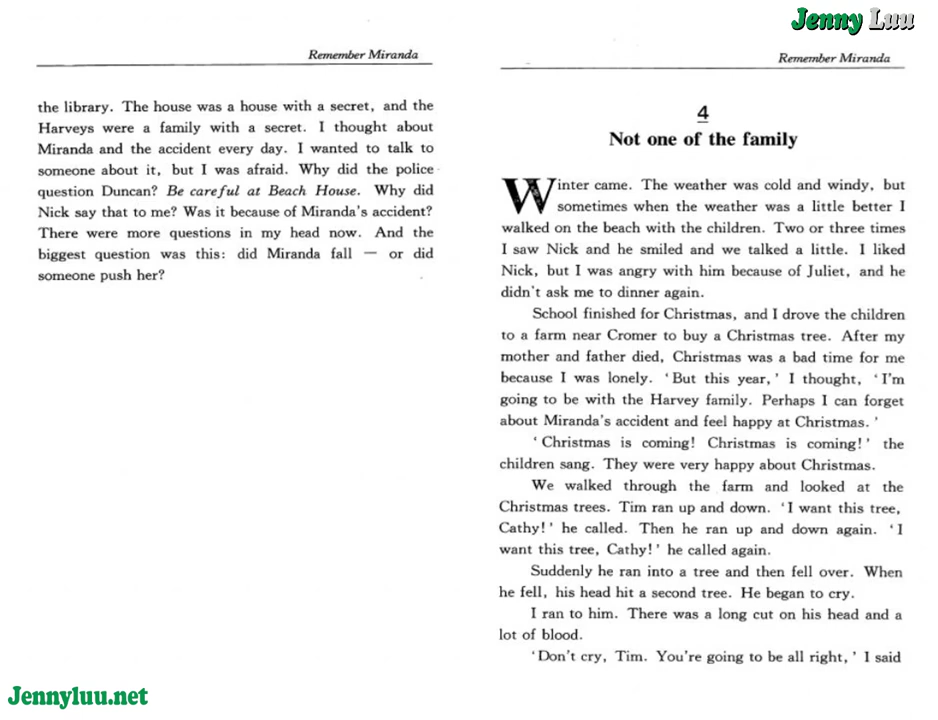 Jenny Luu
Remember Miranda
the library. The house was a house with a secret, and the
Harveys were a family with a secret. I thought about
Miranda and the accident every day. I wanted to talk to
someone about it, but I was afraid. Why did the police
question Duncan? Be careful at Beach House. Why did
Nick say that to me? Was it because of Miranda's accident?
There were more questions in my head now. And the
biggest question was this: did Miranda fall — or did
someone push her?
Remember Miranda
4
Not one of the family
Winter came. The weather was cold and windy, but
sometimes when the weather was a little better I
walked on the beach with the children. Two or three times
I saw Nick and he smiled and we talked a little. I liked
Nick, but I was angry with him because of Juliet, and he
didn't ask me to dinner again.
School finished for Christmas, and I drove the children
to a farm near Cromer to buy a Christmas tree. After my
mother and father died, Christmas was a bad time for me
because I was lonely. 'But this year,' I thought, 'I'm
going to be with the Harvey family. Perhaps I can forget
about Miranda's accident and feel happy at Christmas.'
'Christmas is coming! Christmas is coming!' the
children sang. They were very happy about Christmas.
We walked through the farm and looked at the
Christmas trees. Tim ran up and down. 'I want this tree,
Cathy!' he called. Then he ran up and down again. 'I
want this tree, Cathy!' he called again.
Suddenly he ran into a tree and then fell over. When
he fell, his head hit a second tree. He began to cry.
I ran to him. There was a long cut on his head and a
lot of blood.
'Don't cry, Tim. You're going to be all right,' I said
Jennyluu.net